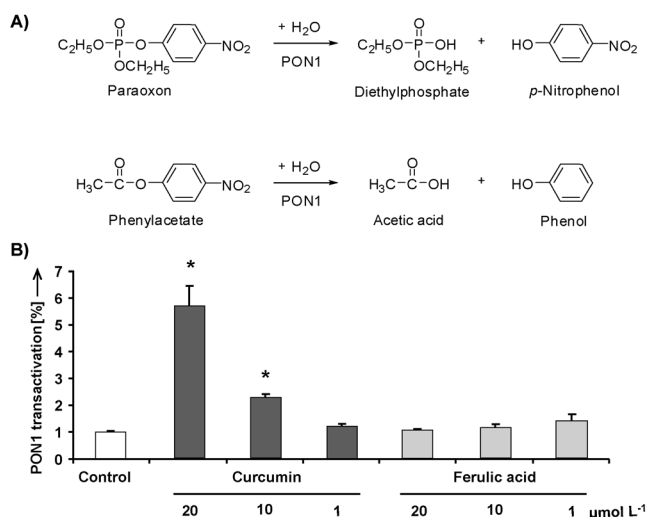 A)
C2H5O–P–O NO2 + H2O C2H5O–P–OH + HO NO2
O O
OCH2H5 PON1 OCH2H5
Paraoxon Diethylphosphate p-Nitrophenol
O O
H3C–C–O NO2 + H2O H3C–C–OH + HO
PON1
Phenylacetate Acetic acid Phenol
B)
PON1 transactivation [%]
7
6
5
4
3
2
1
0
* *
Control Curcumin Ferulic acid
20 10 1 20 10 1 µmol L-1